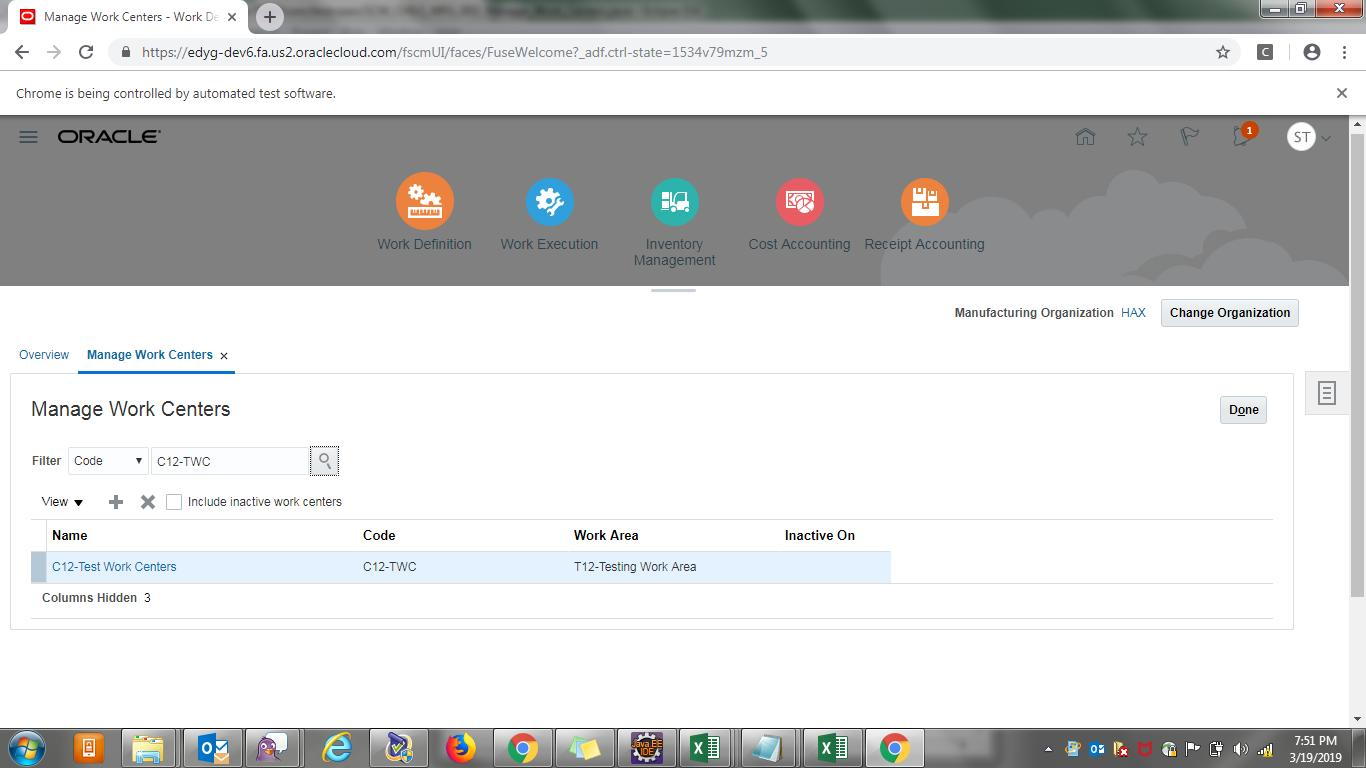 Manage Work Centers - Work De
https://edyg-dev6.fa.us2.oraclecloud.com/fscmUI/faces/FuseWelcome?_adf.ctrl-state=1534v79mzm_5
C
Chrome is being controlled by automated test software.
ORACLE
1
ST
Work Definition
Work Execution
Inventory Management
Cost Accounting
Receipt Accounting
Manufacturing Organization HAX
Change Organization
Overview
Manage Work Centers
Manage Work Centers
Done
Filter
Code
C12-TWC
View
Include inactive work centers
Name Code Work Area Inactive On
C12-Test Work Centers C12-TWC T12-Testing Work Area
Columns Hidden 3
Java EE
IDE
7:51 PM
3/19/2019